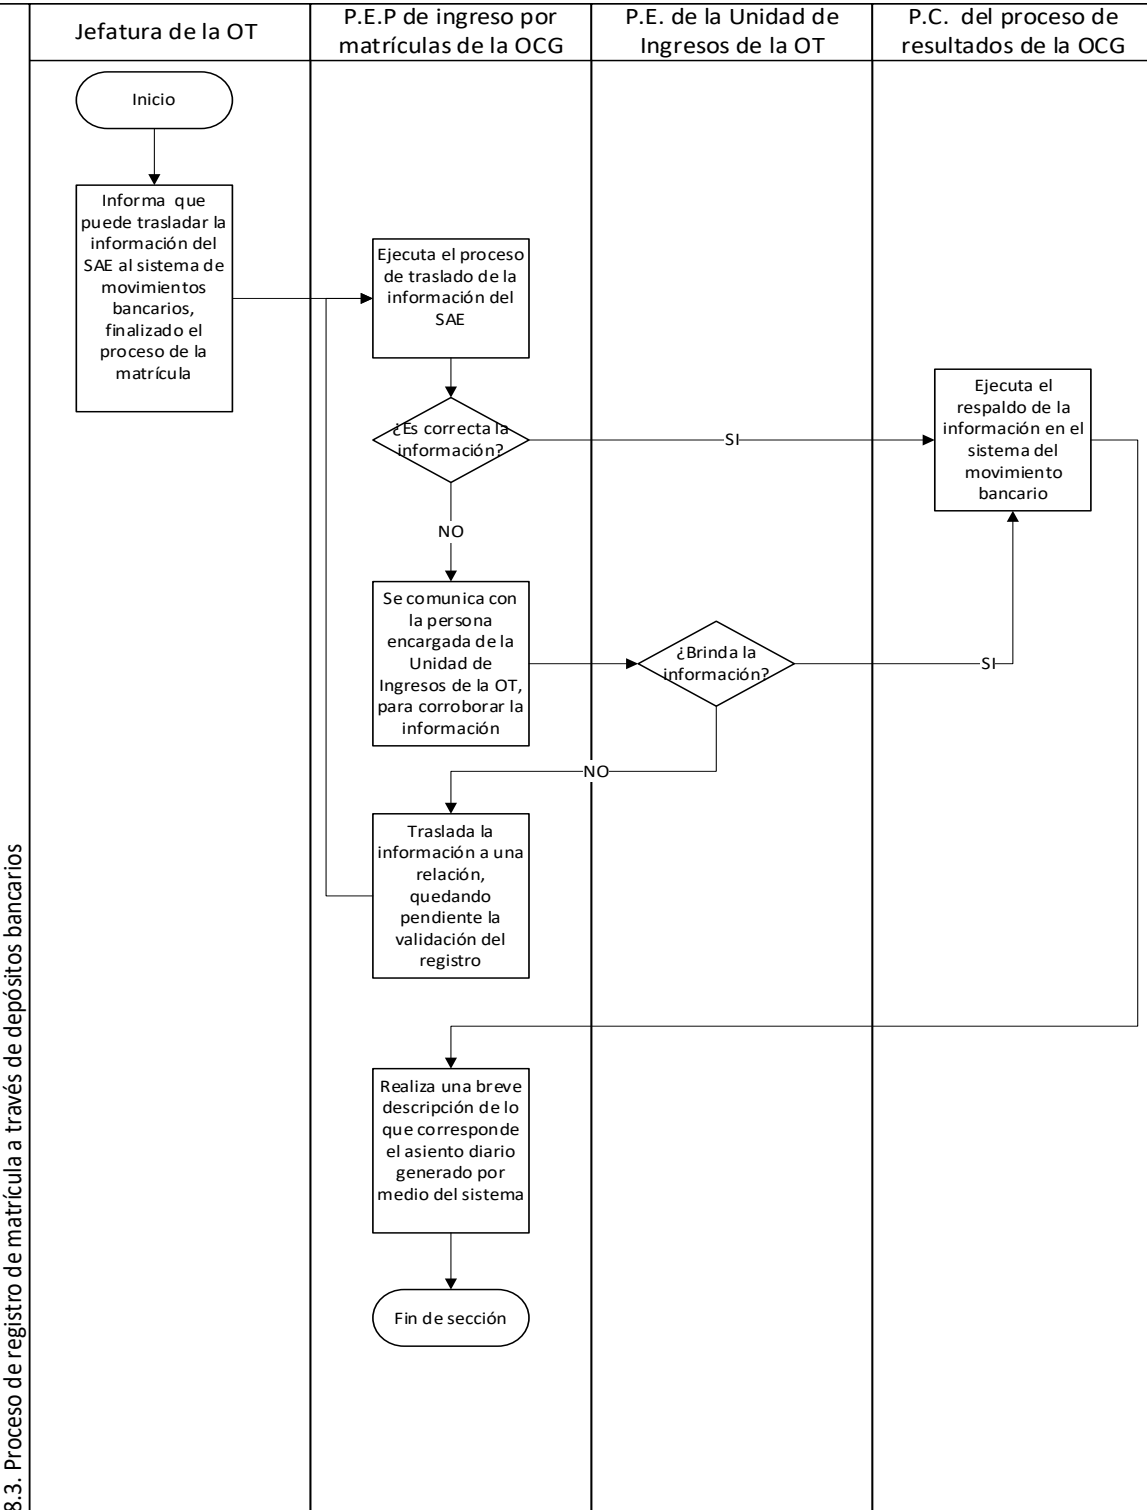 Jefatura de la OT
P.E.P de ingreso por
matrículas de la OCG
P.E. de la Unidad de
Ingresos de la OT
P.C. del proceso de
resultados de la OCG
Inicio
Informa que
puede trasladar la
información del
SAE al sistema de
movimientos
bancarios,
finalizado el
proceso de la
matrícula
Ejecuta el proceso
de traslado de la
información del
SAE
¿Es correcta la
información?
SI
Ejecuta el
respaldo de la
información en el
sistema del
movimiento
bancario
NO
Se comunica con
la persona
encargada de la
Unidad de
Ingresos de la OT,
para corroborar la
información
¿Brinda la
información?
SI
NO
Traslada la
información a una
relación,
quedando
pendiente la
validación del
registro
Realiza una breve
descripción de lo
que corresponde
el asiento diario
generado por
medio del sistema
Fin de sección
8.3. Proceso de registro de matrícula a través de depósitos bancarios